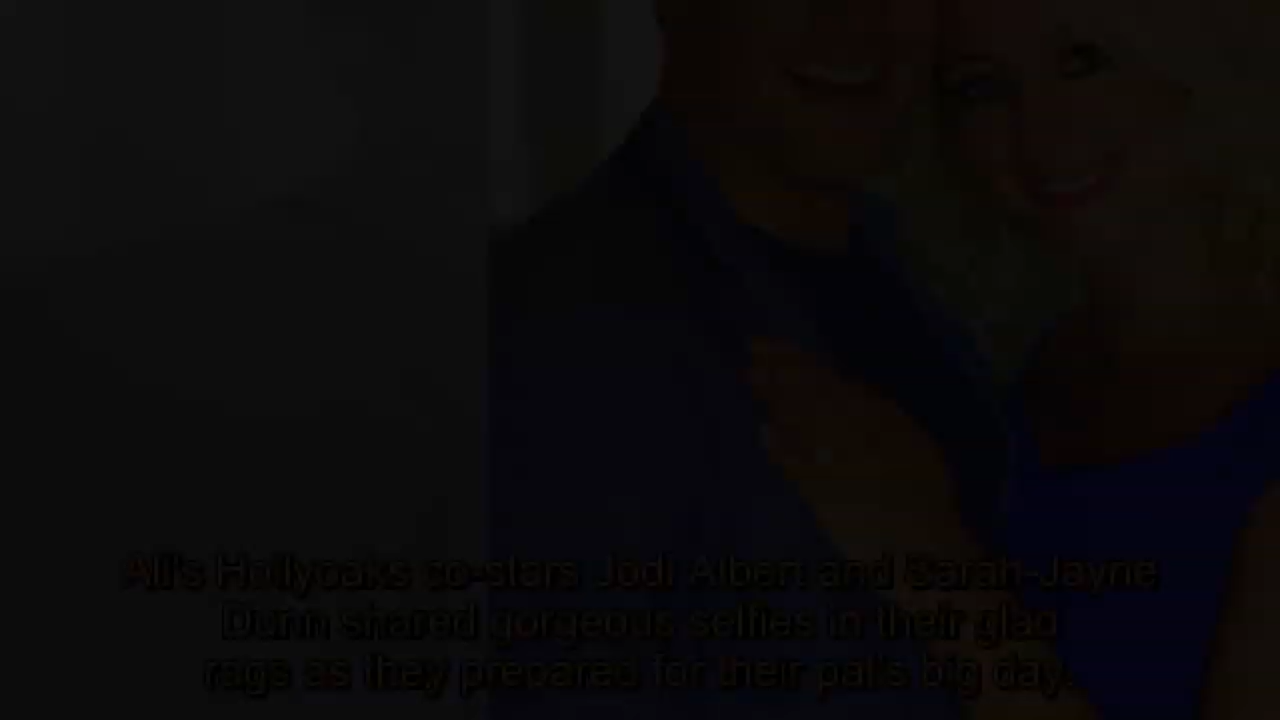 Ali's Hollyoaks co-stars Jodi Albert and Sarah-Jayne
Dunn shared gorgeous selfies in their glad
rags as they prepared for their pal's big day.